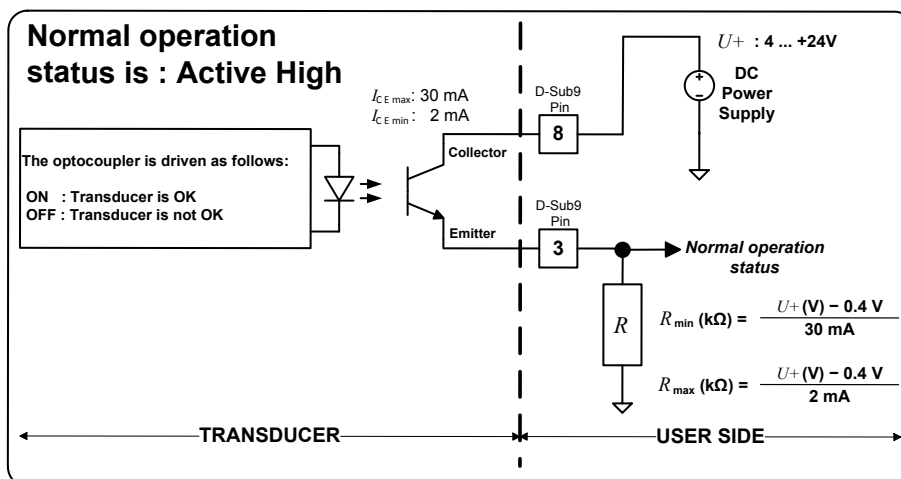 Normal operation
status is : Active High
The optocoupler is driven as follows:
ON : Transducer is OK
OFF : Transducer is not OK
I_CE max: 30 mA
I_CE min: 2 mA
Collector
Emitter
D-Sub9
Pin
8
D-Sub9
Pin
3
U+ : 4 ... +24V
DC
Power
Supply
Normal operation
status
R
R min (kΩ) = U+ (V) − 0.4 V
30 mA
R max (kΩ) = U+ (V) − 0.4 V
2 mA
TRANSDUCER
USER SIDE